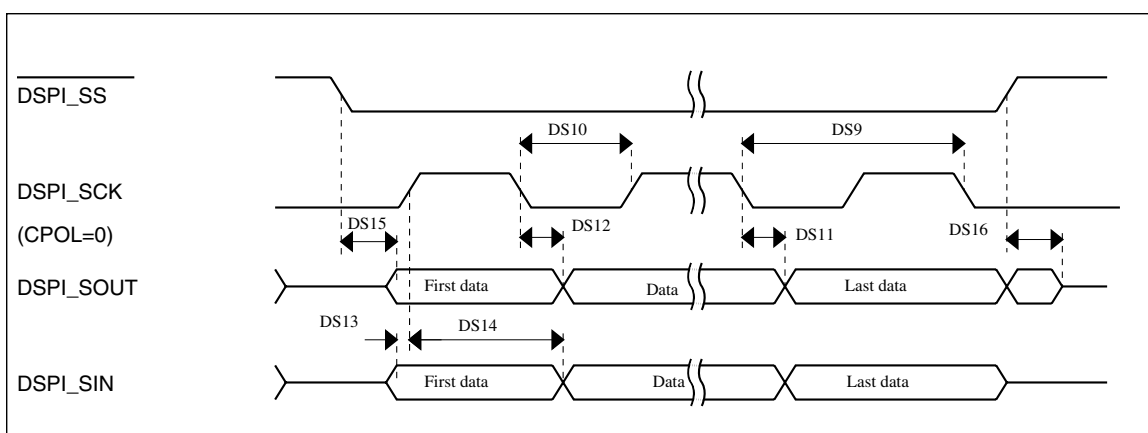 DSPI_SS
DS10
DS9
DSPI_SCK
(CPOL=0)
DS15
DS12
DS11
DS16
DSPI_SOUT
First data
Data
Last data
DS13
DS14
DSPI_SIN
First data
Data
Last data